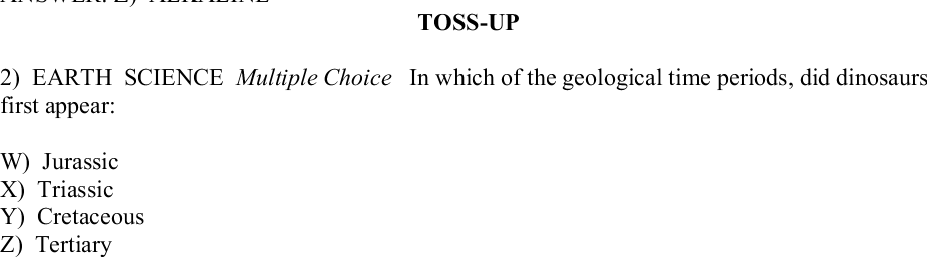 ANSWER: Z) ALKALINE
TOSS-UP
2) EARTH SCIENCE Multiple Choice In which of the geological time periods, did dinosaurs
first appear:
W) Jurassic
X) Triassic
Y) Cretaceous
Z) Tertiary